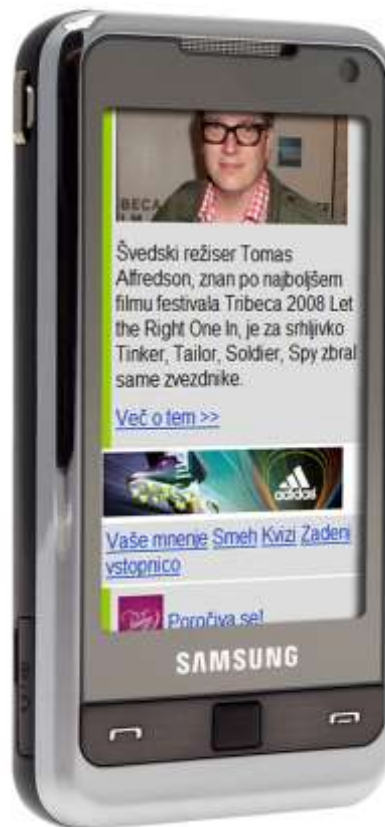 BECA
Švedski režiser Tomas
Alfredson, znan po najboljšem
filmu festivala Tribeca 2008 Let
the Right One In, je za srhljivko
Tinker, Tailor, Soldier, Spy zbral
same zvezdnike.
Več o tem >>
adidas
Vaše mnenje Smeh Kvizi Zadeni
vstopnico
Poročiva se!
SAMSUNG